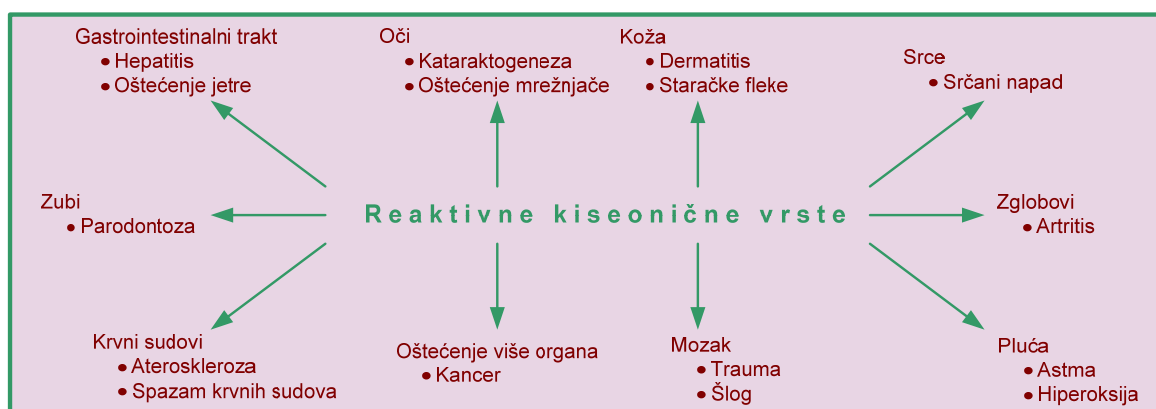 Gastrointestinalni trakt
• Hepatitis
• Oštećenje jetre
Oči
• Kataraktogeneza
• Oštećenje mrežnjače
Koža
• Dermatitis
• Staračke fleke
Srce
• Srčani napad
Zubi
• Parodontoza
Reaktivne kiseonične vrste
Zglobovi
• Artritis
Krvni sudovi
• Ateroskleroza
• Spazam krvnih sudova
Oštećenje više organa
• Kancer
Mozak
• Trauma
• Šlog
Pluća
• Astma
• Hiperoksija